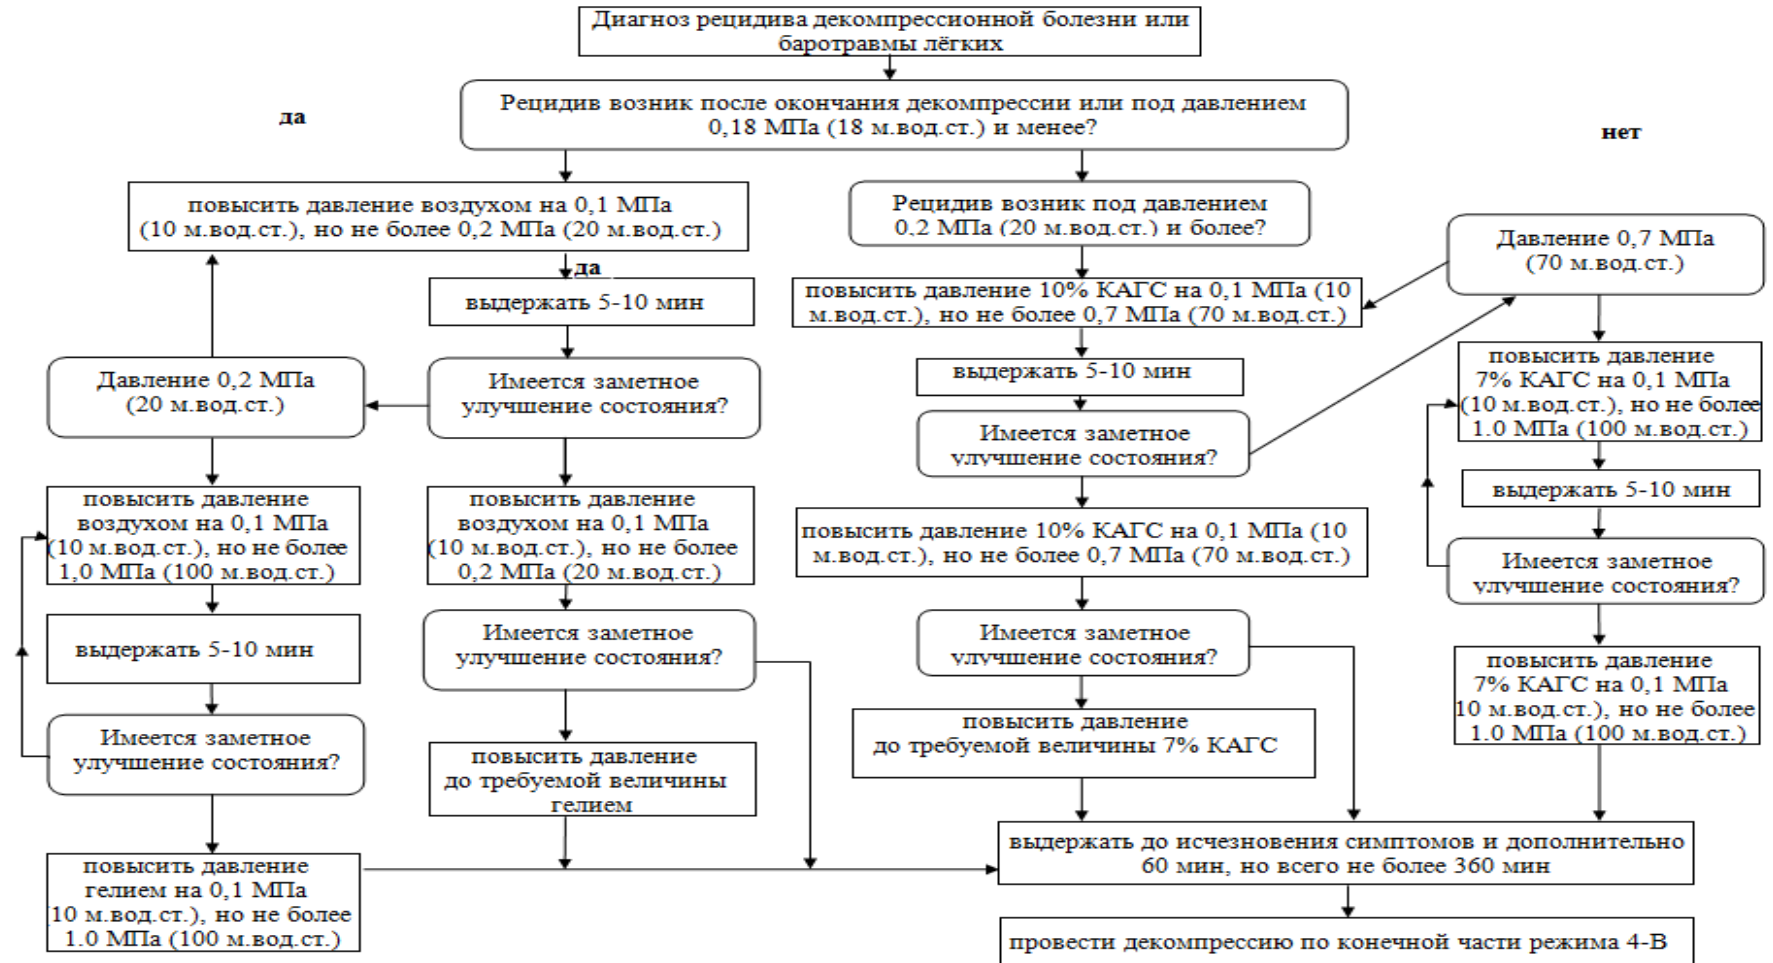 Диагноз рецидива декомпрессионной болезни или
баротравмы лёгких
Рецидив возник после окончания декомпрессии или под давлением
0,18 МПа (18 м.вод.ст.) и менее?
да
нет
повысить давление воздухом на 0,1 МПа
(10 м.вод.ст.), но не более 0,2 МПа (20 м.вод.ст.)
Рецидив возник под давлением
0,2 МПа (20 м.вод.ст.) и более?
Давление 0,7 МПа
(70 м.вод.ст.)
да
выдержать 5-10 мин
повысить давление 10% КАГС на 0,1 МПа (10
м.вод.ст.), но не более 0,7 МПа (70 м.вод.ст.)
Давление 0,2 МПа
(20 м.вод.ст.)
Имеется заметное
улучшение состояния?
выдержать 5-10 мин
повысить давление
7% КАГС на 0,1 МПа
(10 м.вод.ст.), но не более
1.0 МПа (100 м.вод.ст.)
Имеется заметное
улучшение состояния?
выдержать 5-10 мин
повысить давление
воздухом на 0,1 МПа
(10 м.вод.ст.), но не более
1,0 МПа (100 м.вод.ст.)
повысить давление
воздухом на 0,1 МПа
(10 м.вод.ст.), но не более
0,2 МПа (20 м.вод.ст.)
повысить давление 10% КАГС на 0,1 МПа (10
м.вод.ст.), но не более 0,7 МПа (70 м.вод.ст.)
Имеется заметное
улучшение состояния?
выдержать 5-10 мин
Имеется заметное
улучшение состояния?
Имеется заметное
улучшение состояния?
повысить давление
7% КАГС на 0,1 МПа
10 м.вод.ст.), но не более
1.0 МПа (100 м.вод.ст.)
Имеется заметное
улучшение состояния?
повысить давление
до требуемой величины
гелием
повысить давление
до требуемой величины 7% КАГС
выдержать до исчезновения симптомов и дополнительно
60 мин, но всего не более 360 мин
повысить давление
гелием на 0,1 МПа
(10 м.вод.ст.), но не более
1.0 МПа (100 м.вод.ст.)
провести декомпрессию по конечной части режима 4-В